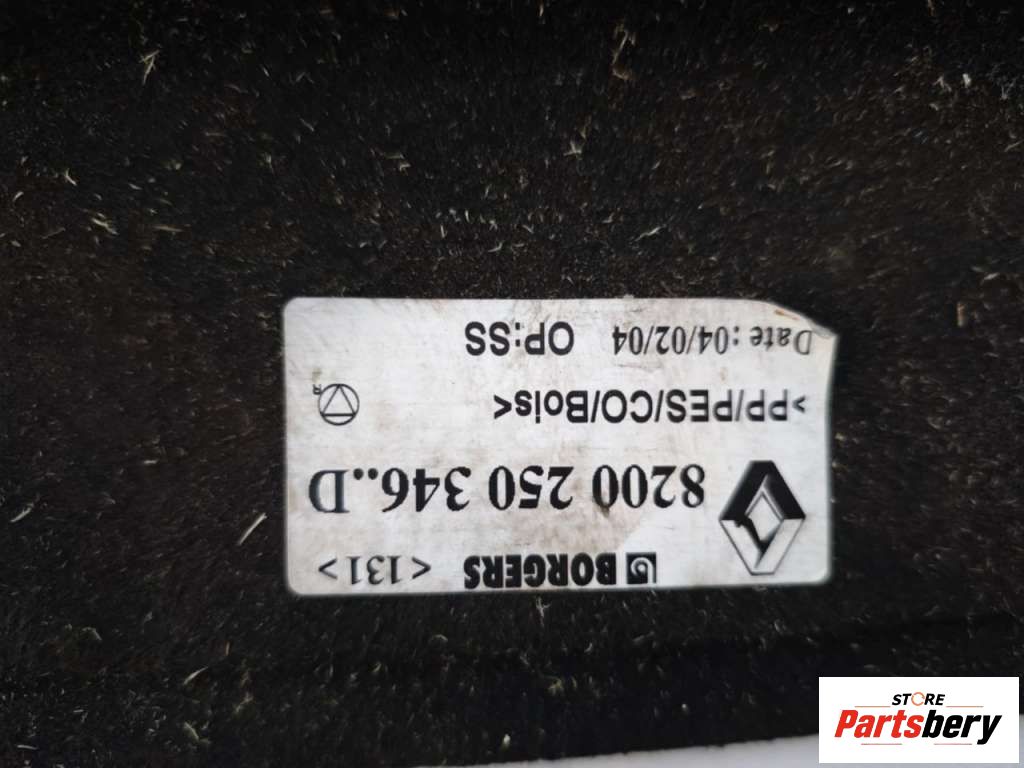 BORGERS <131>
8200 250 346..D
>PP/PES/CO/Bois<
Date :04/02/04 OP:SS
STORE
Partsbery